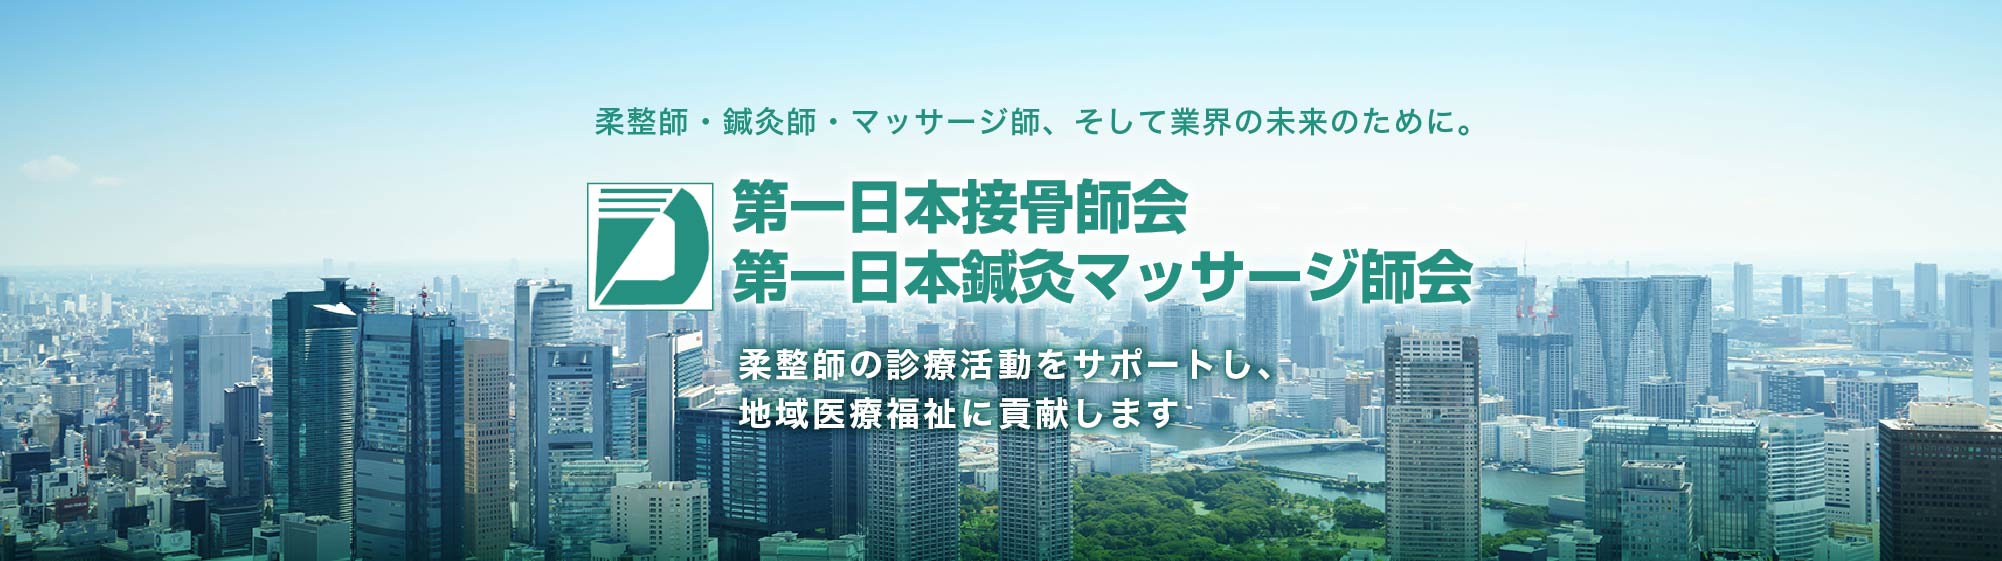 柔整師・鍼灸師・マッサージ師、そして業界の未来のために。
第一日本接骨師会
第一日本鍼灸マッサージ師会
柔整師の診療活動をサポートし、
地域医療福祉に貢献します